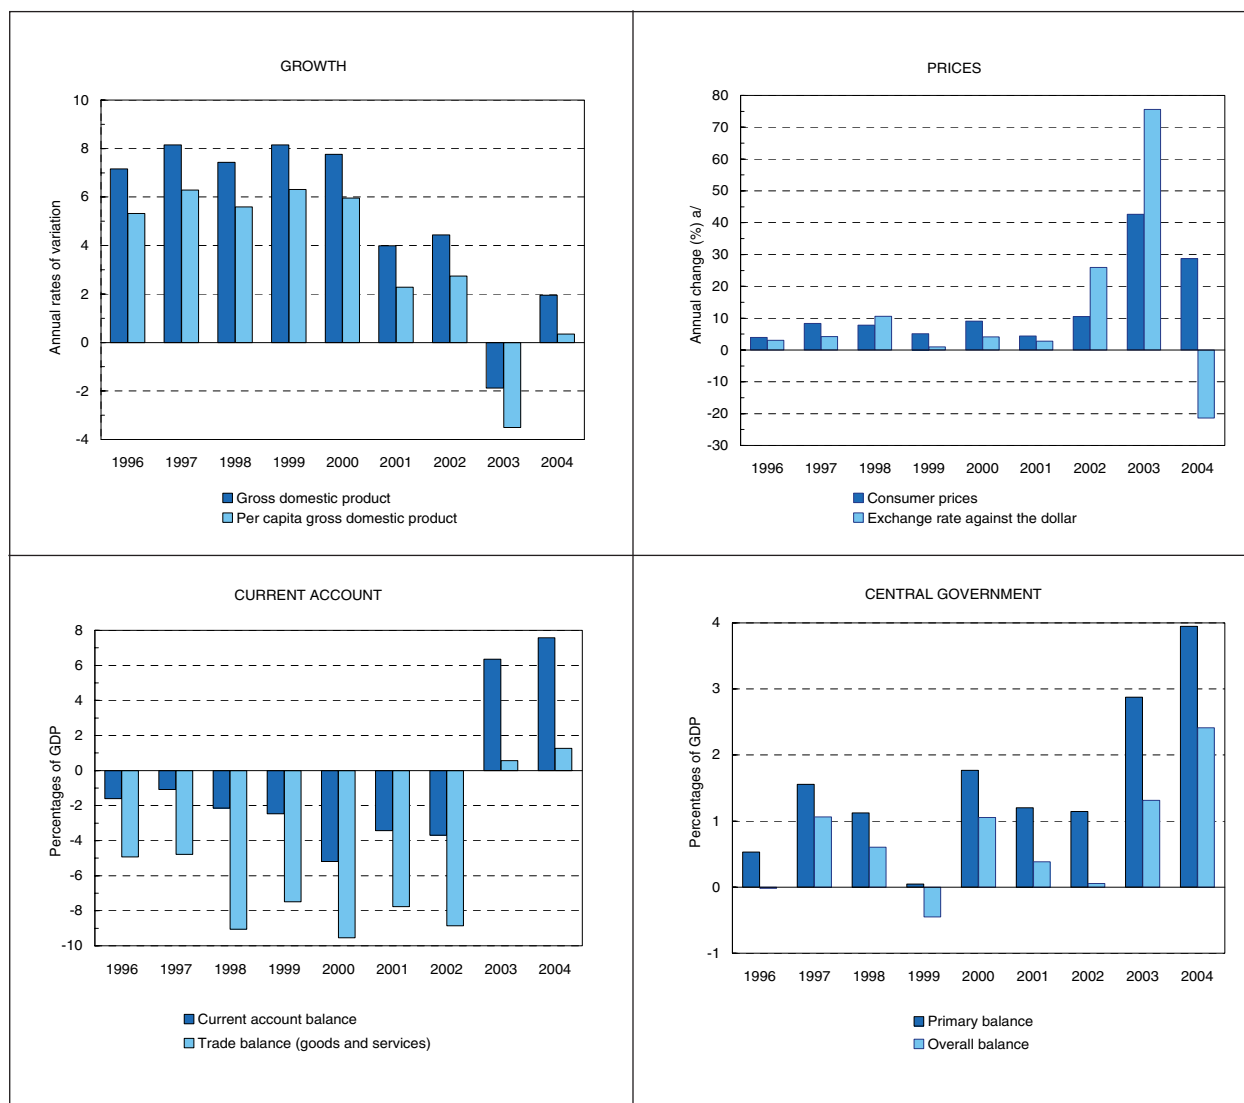 GROWTH
Annual rates of variation
10
8
6
4
2
0
-2
-4
1996 1997 1998 1999 2000 2001 2002 2003 2004
Gross domestic product
Per capita gross domestic product
PRICES
Annual change (%) a/
80
70
60
50
40
30
20
10
0
-10
-20
-30
1996 1997 1998 1999 2000 2001 2002 2003 2004
Consumer prices
Exchange rate against the dollar
CURRENT ACCOUNT
Percentages of GDP
8
6
4
2
0
-2
-4
-6
-8
-10
1996 1997 1998 1999 2000 2001 2002 2003 2004
Current account balance
Trade balance (goods and services)
CENTRAL GOVERNMENT
Percentages of GDP
4
3
2
1
0
-1
1996 1997 1998 1999 2000 2001 2002 2003 2004
Primary balance
Overall balance